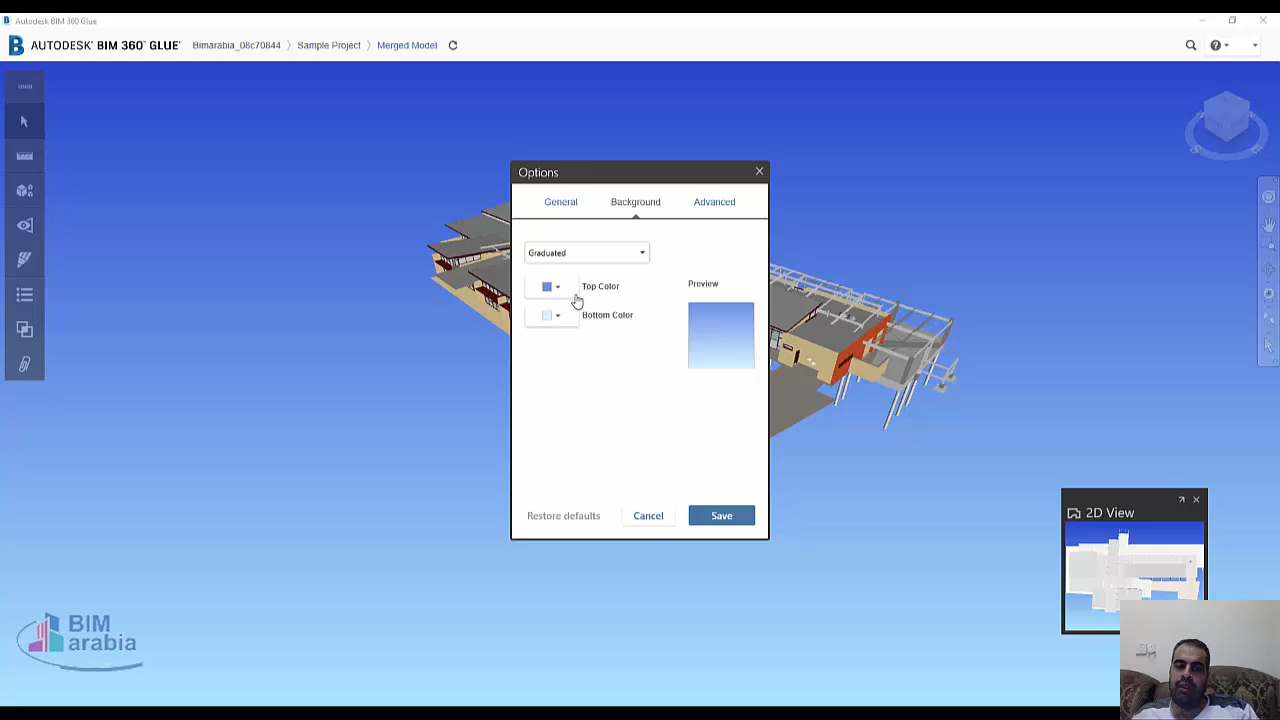 Autodesk BIM 360 Glue
AUTODESK® BIM 360™ GLUE® Bimarabia_08c70844 Sample Project Merged Model
Options
General Background Advanced
Graduated
Top Color
Preview
Bottom Color
Restore defaults Cancel Save
2D View
BIM
arabia